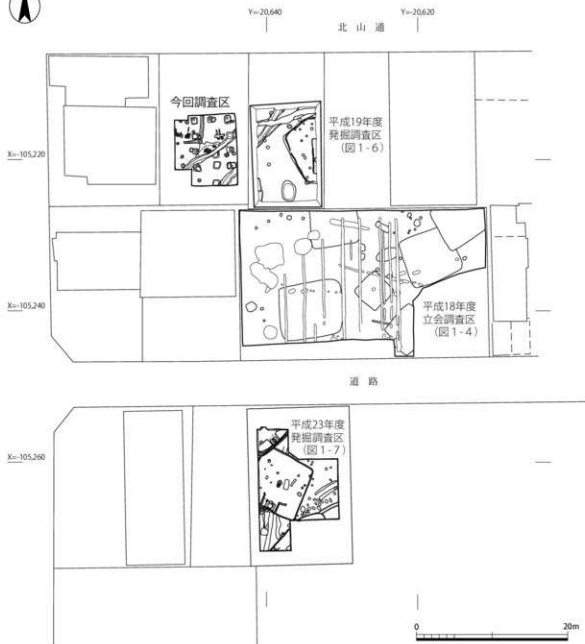 Y=-20,640
Y=-20,620
北山通
今回調査区
平成19年度
発掘調査区
（図1-6）
X=-105,220
X=-105,240
平成18年度
立会調査区
（図1-4）
道路
平成23年度
発掘調査区
（図1-7）
X=-105,260
0
20m